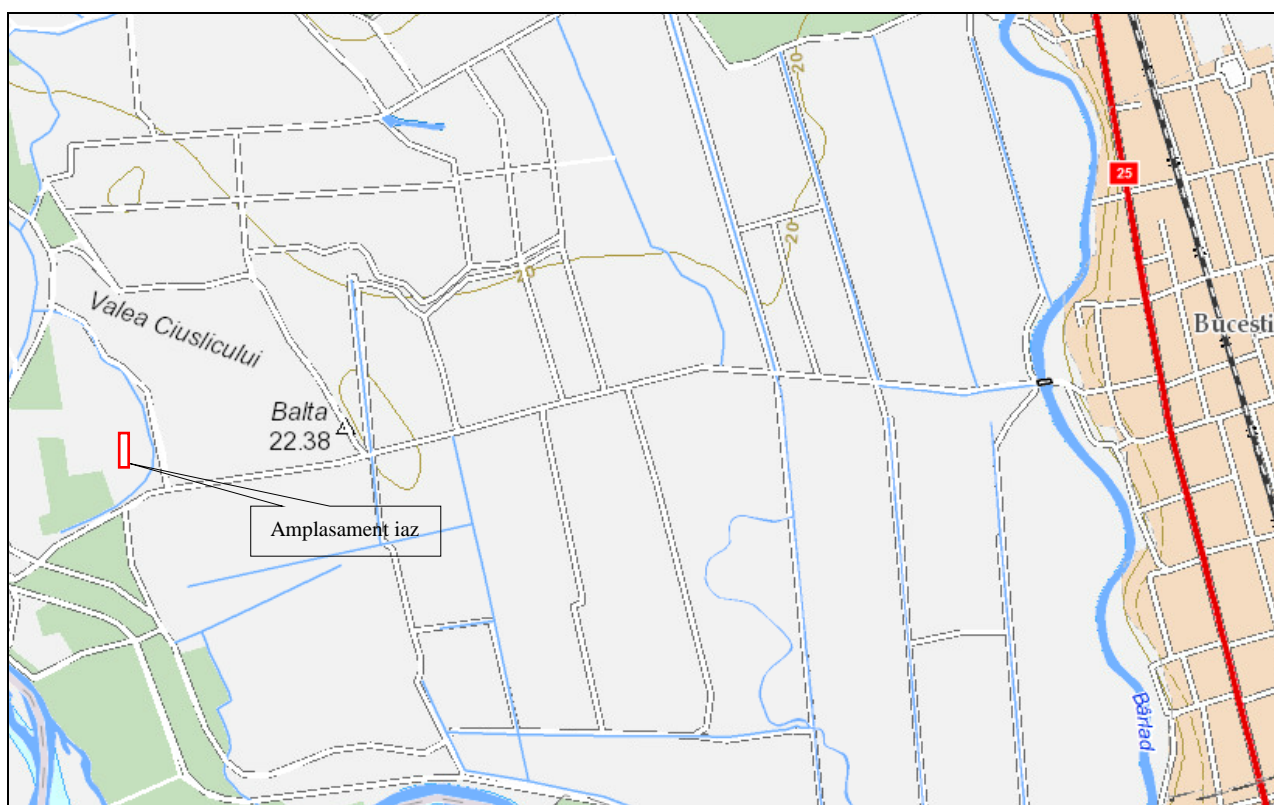 20
25
20
20
Bucești
Valea Ciuslicului
Balta
22.38
Amplasament iaz
Bârlad